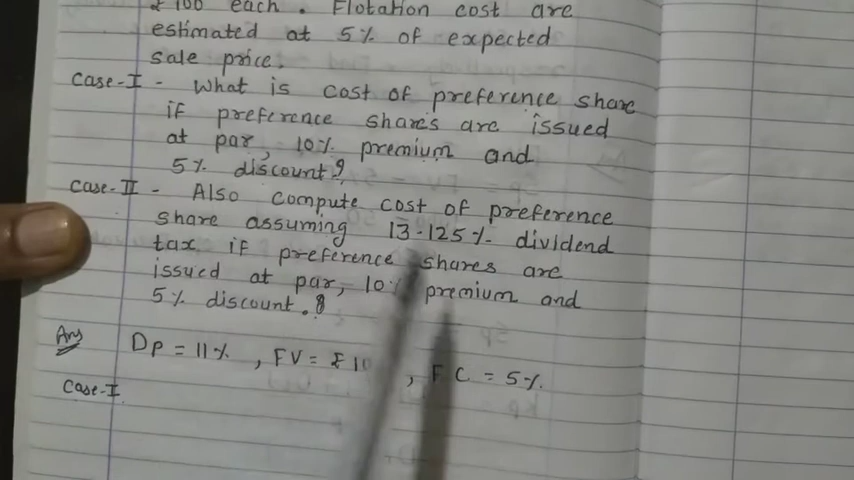 ₹100 each. Flotation cost are
estimated at 5% of expected
sale price.
Case-I - What is cost of preference share
if preference shares are issued
at par, 10% premium and
5% discount?
Case-II - Also compute cost of preference
share assuming 13.125% dividend
tax if preference shares are
issued at par, 10% premium and
5% discount.?
Ans DP = 11%, FV = ₹ 10 , FC = 5%.
Case-I